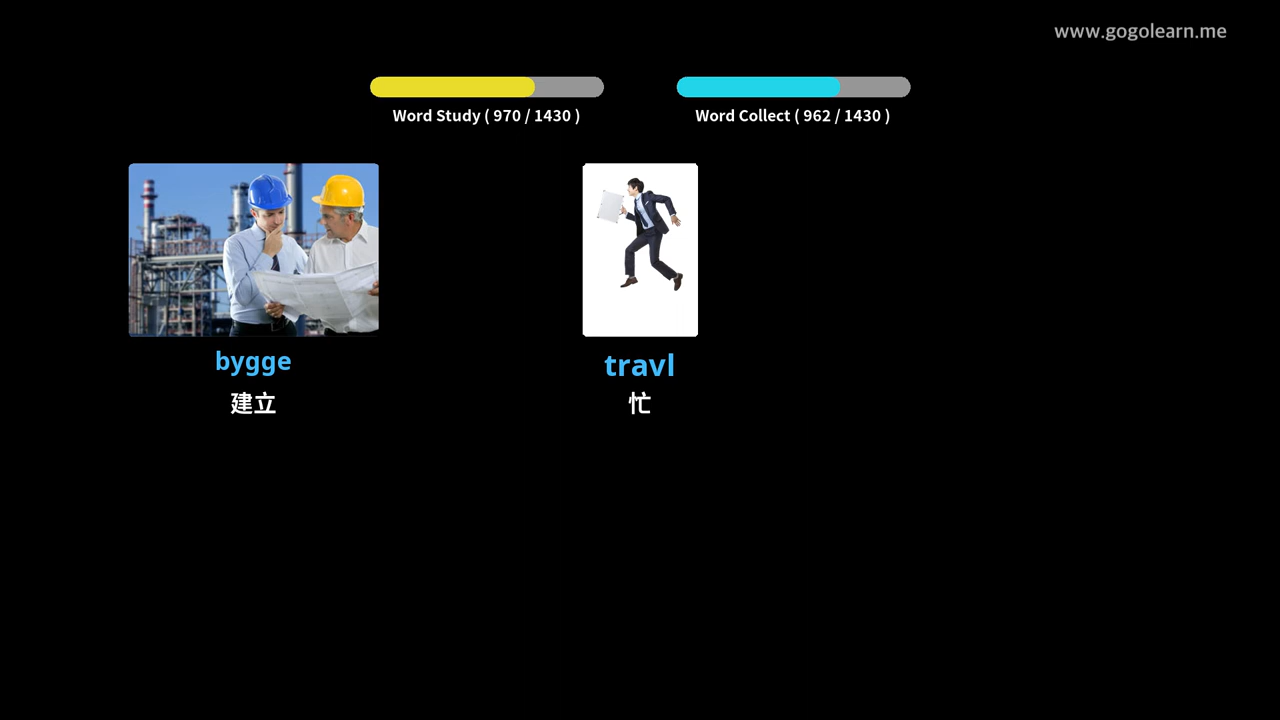 www.gogolearn.me
Word Study ( 970 / 1430 )
Word Collect ( 962 / 1430 )
bygge
建立
travl
忙